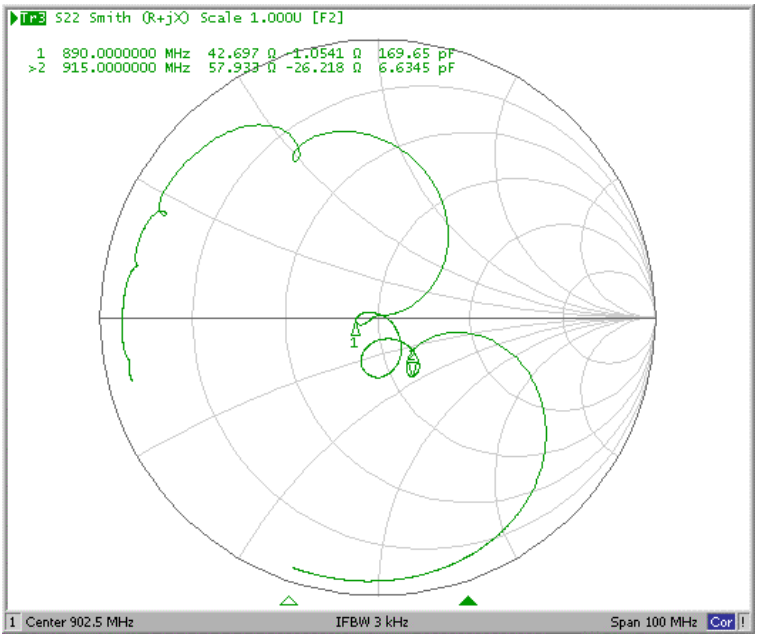 Tr3 S22 Smith (R+jX) Scale 1.000U [F2]
1 890.0000000 MHz 42.697 Ω -1.0541 Ω 169.65 pF
>2 915.0000000 MHz 57.933 Ω -26.218 Ω 6.6345 pF
1
2
1 Center 902.5 MHz IFBW 3 kHz Span 100 MHz Cor !